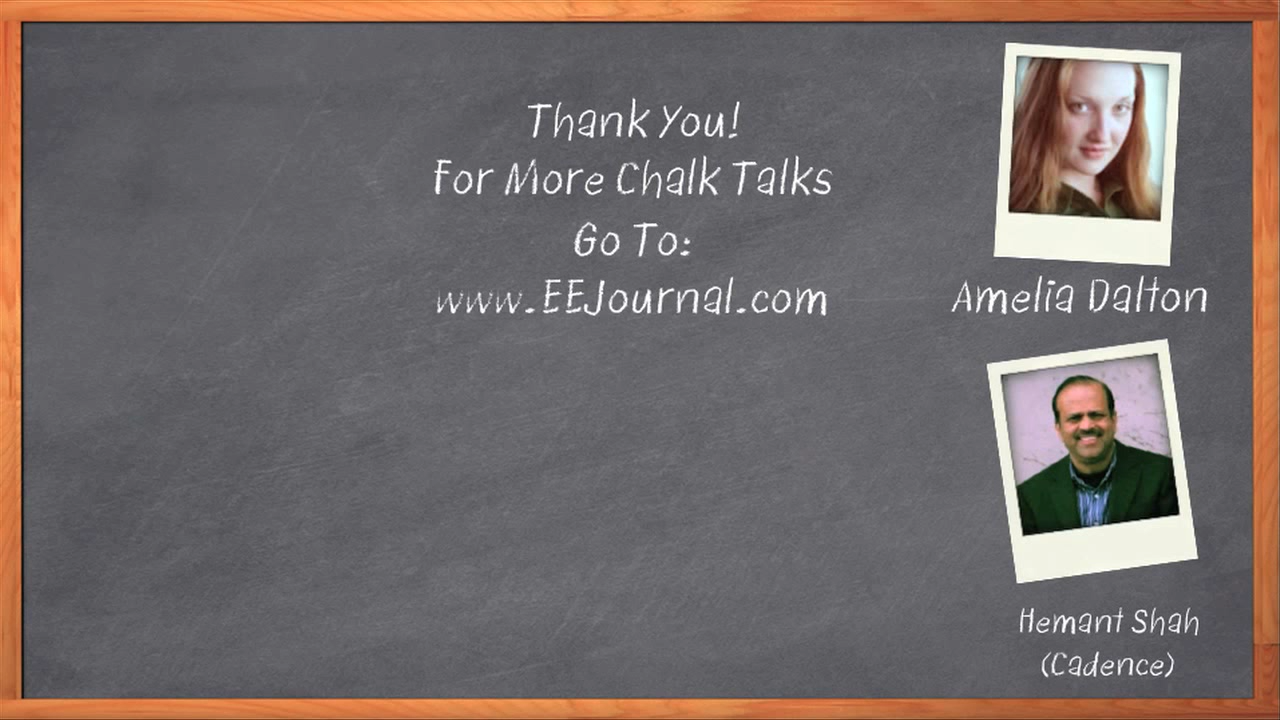 Thank You!
For More Chalk Talks
Go To:
www.EEJournal.com
Amelia Dalton
Hemant Shah
(Cadence)